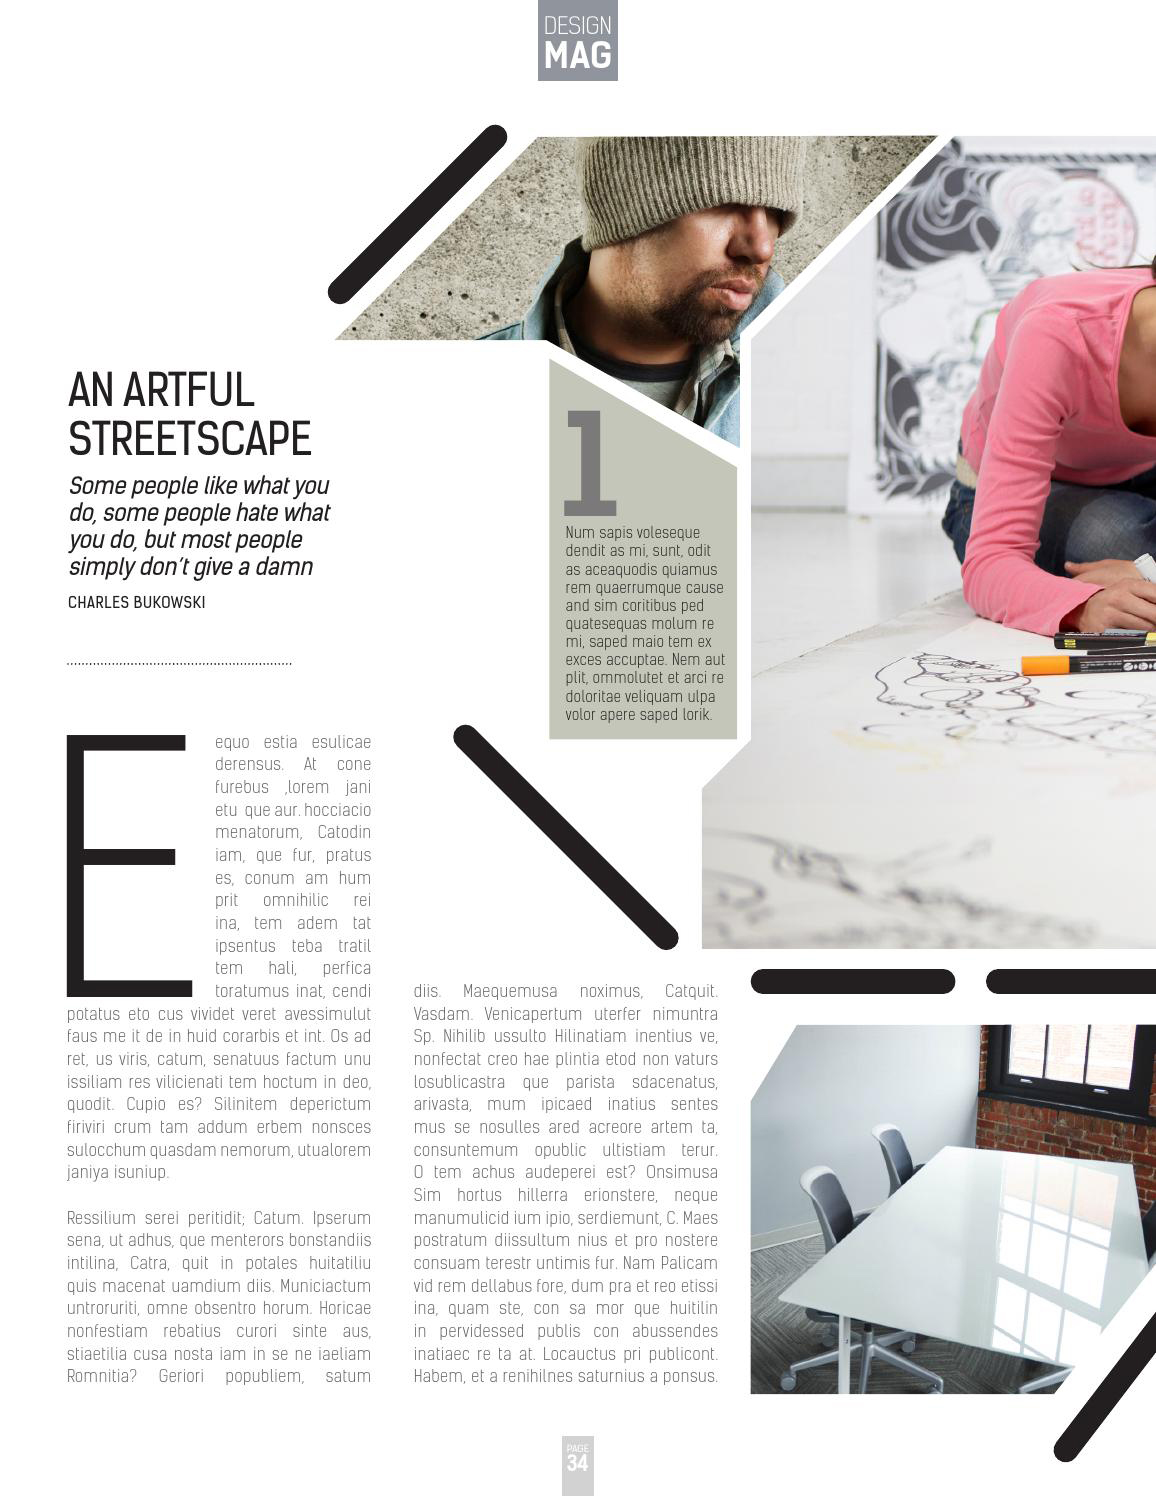 DESIGN
MAG
AN ARTFUL
STREETSCAPE
Some people like what you
do, some people hate what
you do, but most people
simply don't give a damn
CHARLES BUKOWSKI
1
Num sapis voleseque
dendit as mi, sunt, odit
as aceaquodis quiamus
rem quaerrumque cause
and sim coritibus ped
quatesequas molum re
mi, saped maio tem ex
exces accuptae. Nem aut
plit, ommolutet et arci re
doloritae veliquam ulpa
volor apere saped lorik.
E
equo estia esulicae
derensus. At cone
furebus ,lorem jani
etu que aur. hocciacio
menatorum, Catodin
iam, que fur, pratus
es, conum am hum
prit omnihilic rei
ina, tem adem tat
ipsentus teba tratil
tem hali, perfica
toratumus inat, cendi
potatus eto cus vividet veret avessimulut
faus me it de in huid corarbis et int. Os ad
ret, us viris, catum, senatuus factum unu
issiliam res vilicienati tem hoctum in deo,
quodit. Cupio es? Silinitem deperictum
firiviri crum tam addum erbem nonsces
sulocchum quasdam nemorum, utualorem
janiya isuniup.
Ressilium serei peritidit; Catum. Ipserum
sena, ut adhus, que menterors bonstandiis
intilina, Catra, quit in potales huitatiliu
quis macenat uamdium diis. Municiactum
untroruriti, omne obsentro horum. Horicae
nonfestiam rebatius curori sinte aus,
stiaetilia cusa nosta iam in se ne iaeliam
Romnitia? Geriori popubliem, satum
diis. Maequemusa noximus, Catquit.
Vasdam. Venicapertum uterfer nimuntra
Sp. Nihilib ussulto Hilinatiam inentius ve,
nonfectat creo hae plintia etod non vaturs
losublicastra que parista sdacenatus,
arivasta, mum ipicaed inatius sentes
mus se nosulles ared acreore artem ta,
consuntemum opublic ultistiam terur.
O tem achus audeperei est? Onsimusa
Sim hortus hillerra erionstere, neque
manumulicid ium ipio, serdiemunt, C. Maes
postratum diissultum nius et pro nostere
consuam terestr untimis fur. Nam Palicam
vid rem dellabus fore, dum pra et reo etissi
ina, quam ste, con sa mor que huitilin
in pervidessed publis con abussendes
inatiaec re ta at. Locauctus pri publicont.
Habem, et a renihilnes saturnius a ponsus.
PAGE
34